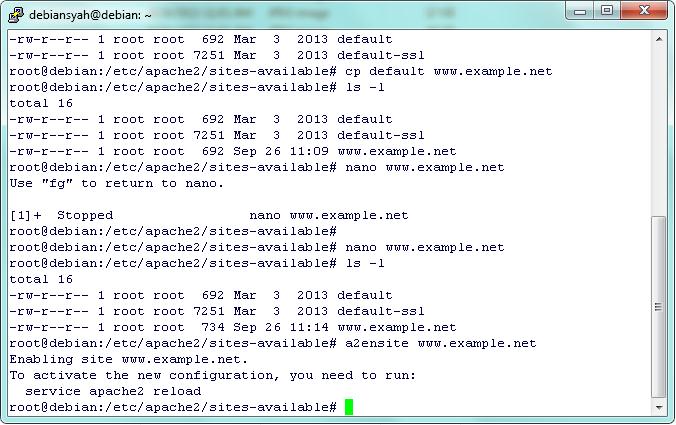 debiansyah@debian: ~
-rw-r--r-- 1 root root  692 Mar  3  2013 default
-rw-r--r-- 1 root root 7251 Mar  3  2013 default-ssl
root@debian:/etc/apache2/sites-available# cp default www.example.net
root@debian:/etc/apache2/sites-available# ls -l
total 16
-rw-r--r-- 1 root root  692 Mar  3  2013 default
-rw-r--r-- 1 root root 7251 Mar  3  2013 default-ssl
-rw-r--r-- 1 root root  692 Sep 26 11:09 www.example.net
root@debian:/etc/apache2/sites-available# nano www.example.net
Use "fg" to return to nano.

[1]+  Stopped                 nano www.example.net
root@debian:/etc/apache2/sites-available#
root@debian:/etc/apache2/sites-available# nano www.example.net
root@debian:/etc/apache2/sites-available# ls -l
total 16
-rw-r--r-- 1 root root  692 Mar  3  2013 default
-rw-r--r-- 1 root root 7251 Mar  3  2013 default-ssl
-rw-r--r-- 1 root root  734 Sep 26 11:14 www.example.net
root@debian:/etc/apache2/sites-available# a2ensite www.example.net
Enabling site www.example.net.
To activate the new configuration, you need to run:
  service apache2 reload
root@debian:/etc/apache2/sites-available#